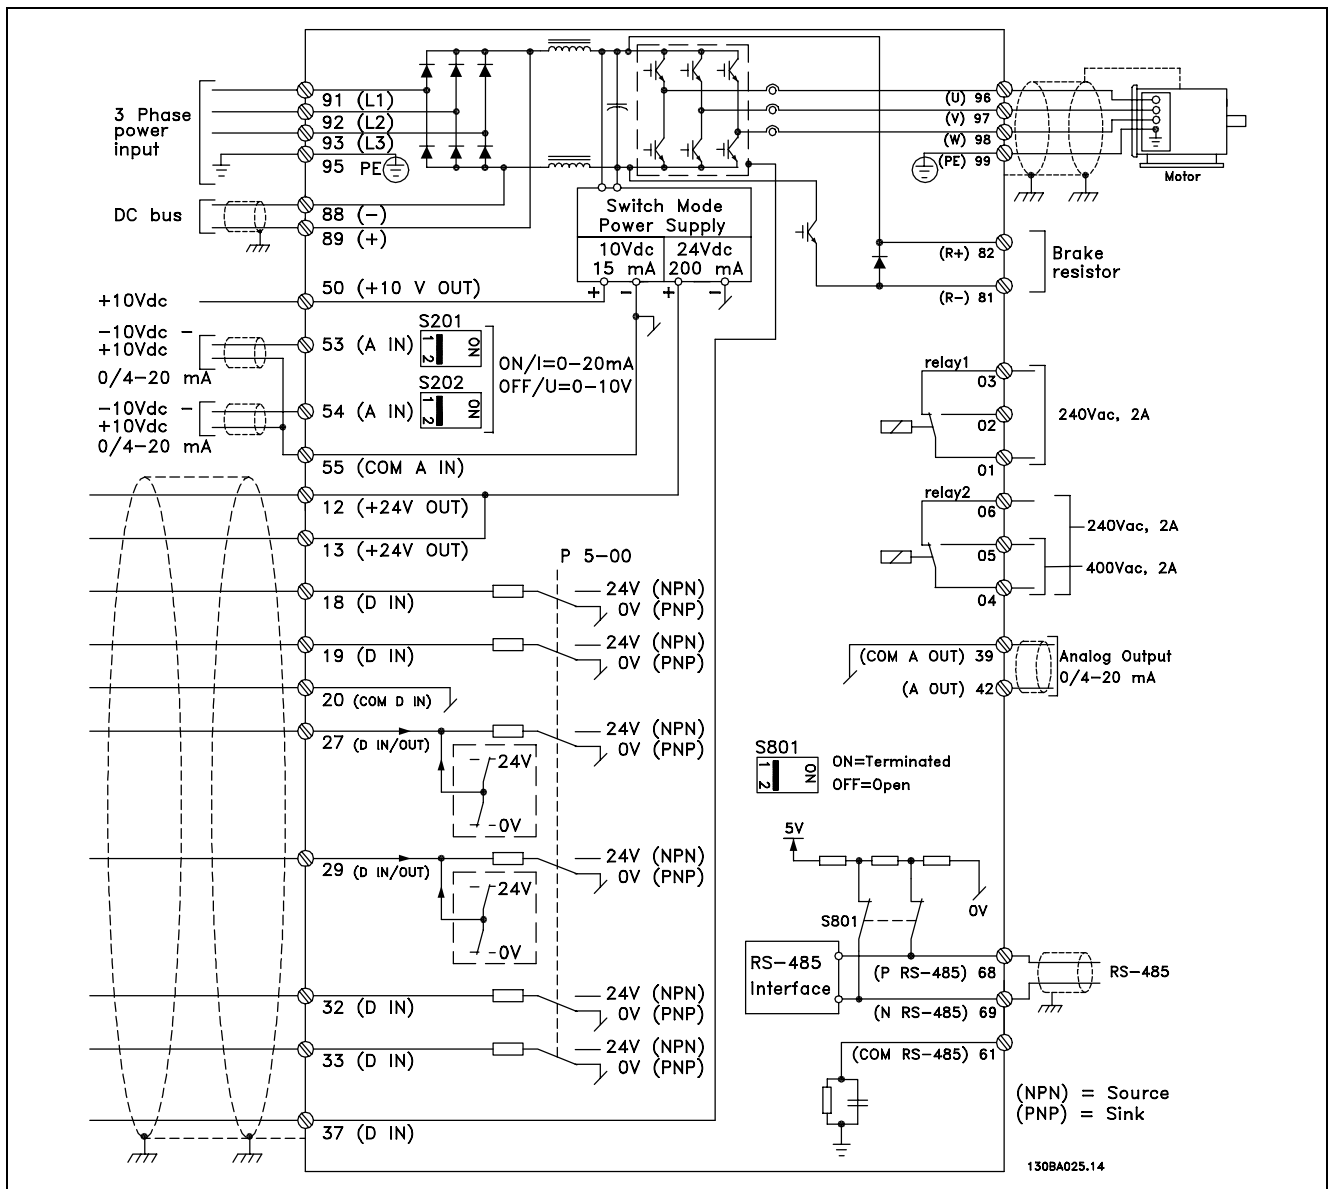 3 Phase
power
input
91 (L1)
92 (L2)
93 (L3)
95 PE
DC bus
88 (-)
89 (+)
Switch Mode
Power Supply
10Vdc
15 mA
24Vdc
200 mA
+ - + -
(U) 96
(V) 97
(W) 98
(PE) 99
Motor
(R+) 82
(R-) 81
Brake
resistor
+10Vdc
50 (+10 V OUT)
-10Vdc -
+10Vdc
0/4-20 mA
53 (A IN)
S201
1 2 ON
ON/I=0-20mA
OFF/U=0-10V
-10Vdc -
+10Vdc
0/4-20 mA
54 (A IN)
S202
1 2 ON
55 (COM A IN)
12 (+24V OUT)
13 (+24V OUT)
P 5-00
18 (D IN)
24V (NPN)
0V (PNP)
19 (D IN)
24V (NPN)
0V (PNP)
20 (COM D IN)
27 (D IN/OUT)
24V (NPN)
0V (PNP)
24V
0V
29 (D IN/OUT)
24V (NPN)
0V (PNP)
24V
0V
32 (D IN)
24V (NPN)
0V (PNP)
33 (D IN)
24V (NPN)
0V (PNP)
37 (D IN)
relay1
03
02
01
240Vac, 2A
relay2
06
05
04
240Vac, 2A
400Vac, 2A
(COM A OUT) 39
(A OUT) 42
Analog Output
0/4-20 mA
S801
1 2 ON
ON=Terminated
OFF=Open
5V
0V
S801
RS-485
Interface
(P RS-485) 68
(N RS-485) 69
RS-485
(COM RS-485) 61
(NPN) = Source
(PNP) = Sink
130BA025.14